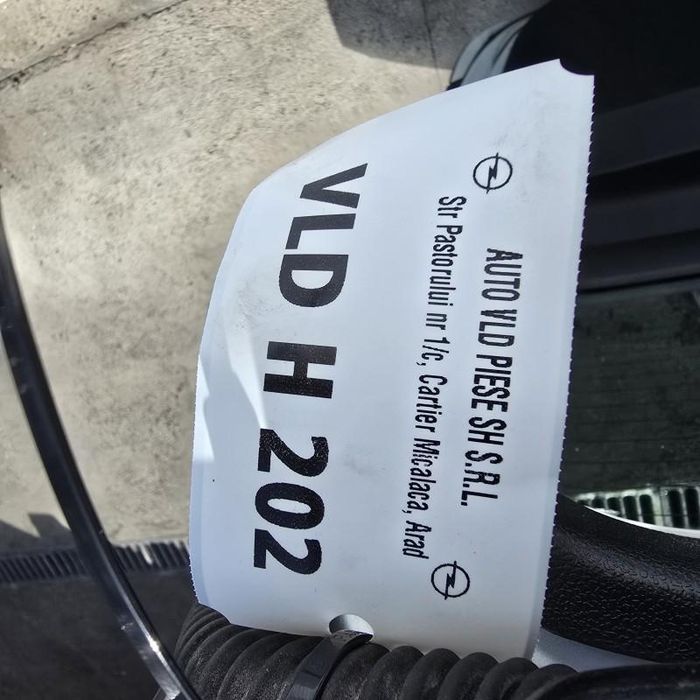 AUTO VLD PIESE SH S.R.L.
Str Pastorului nr 1/c, Cartier Micalaca, Arad
VLD H 202